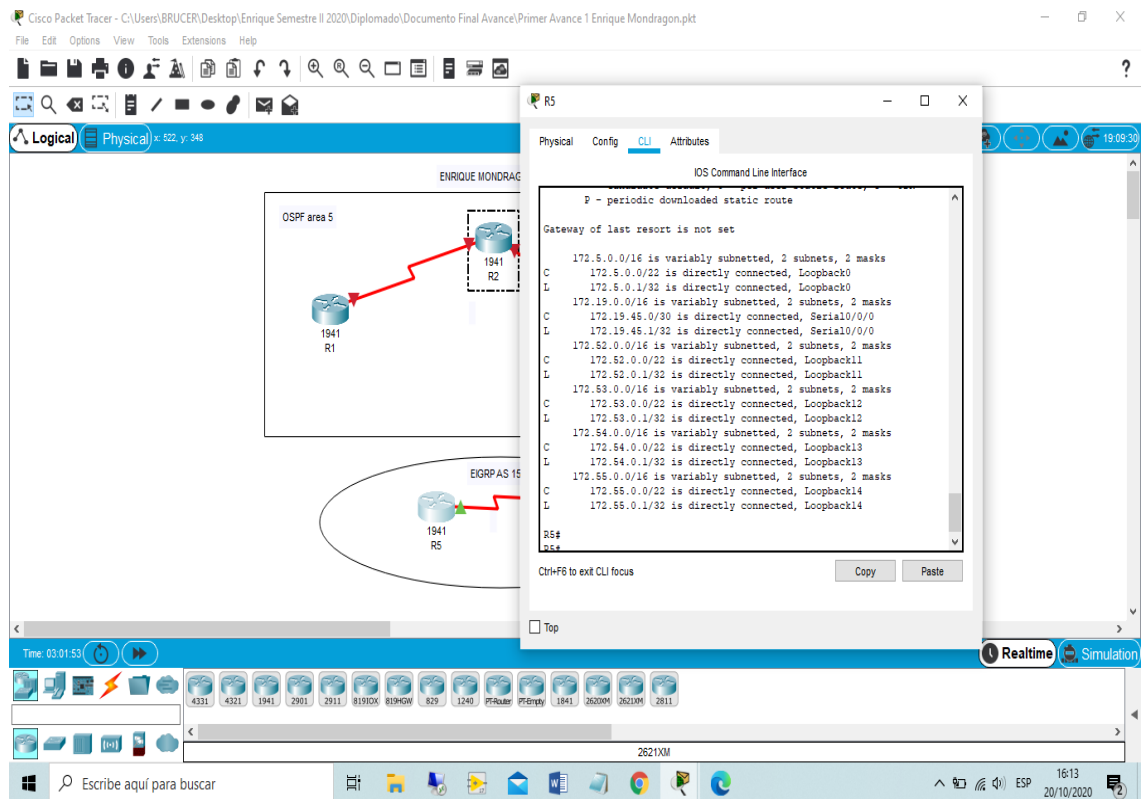 Cisco Packet Tracer - C:\Users\BRUCER\Desktop\Enrique Semestre II 2020\Diplomado\Documento Final Avance\Primer Avance 1 Enrique Mondragon.pkt
File Edit Options View Tools Extensions Help
?
Logical Physical x: 522, y: 348
19:09:30
ENRIQUE MONDRAG
OSPF area 5
1941
R2
1941
R1
EIGRP AS 15
1941
R5
R5
Physical Config CLI Attributes
IOS Command Line Interface
P - periodic downloaded static route
Gateway of last resort is not set
172.5.0.0/16 is variably subnetted, 2 subnets, 2 masks
C 172.5.0.0/22 is directly connected, Loopback0
L 172.5.0.1/32 is directly connected, Loopback0
172.19.0.0/16 is variably subnetted, 2 subnets, 2 masks
C 172.19.45.0/30 is directly connected, Serial0/0/0
L 172.19.45.1/32 is directly connected, Serial0/0/0
172.52.0.0/16 is variably subnetted, 2 subnets, 2 masks
C 172.52.0.0/22 is directly connected, Loopback11
L 172.52.0.1/32 is directly connected, Loopback11
172.53.0.0/16 is variably subnetted, 2 subnets, 2 masks
C 172.53.0.0/22 is directly connected, Loopback12
L 172.53.0.1/32 is directly connected, Loopback12
172.54.0.0/16 is variably subnetted, 2 subnets, 2 masks
C 172.54.0.0/22 is directly connected, Loopback13
L 172.54.0.1/32 is directly connected, Loopback13
172.55.0.0/16 is variably subnetted, 2 subnets, 2 masks
C 172.55.0.0/22 is directly connected, Loopback14
L 172.55.0.1/32 is directly connected, Loopback14
R5#
R5#
Ctrl+F6 to exit CLI focus
Copy Paste
Top
Time: 03:01:53
Realtime Simulation
4331 4321 1941 2901 2911 819IOX 819HGW 829 1240 PT-Router PT-Empty 1841 2620XM 2621XM 2811
2621XM
Escribe aquí para buscar
ESP
16:13
20/10/2020
2